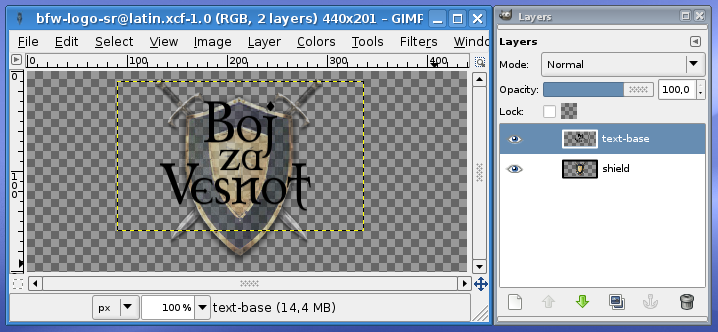 bfw-logo-sr@latin.xcf-1.0 (RGB, 2 layers) 440x201 – GIMP
File Edit Select View Image Layer Colors Tools Filters Windo
0 100 200 300 400
0
100
Boj
za
Vesnot
px 100 % text-base (14,4 MB)
Layers
Layers
Mode: Normal
Opacity: 100,0
Lock:
text-base
shield